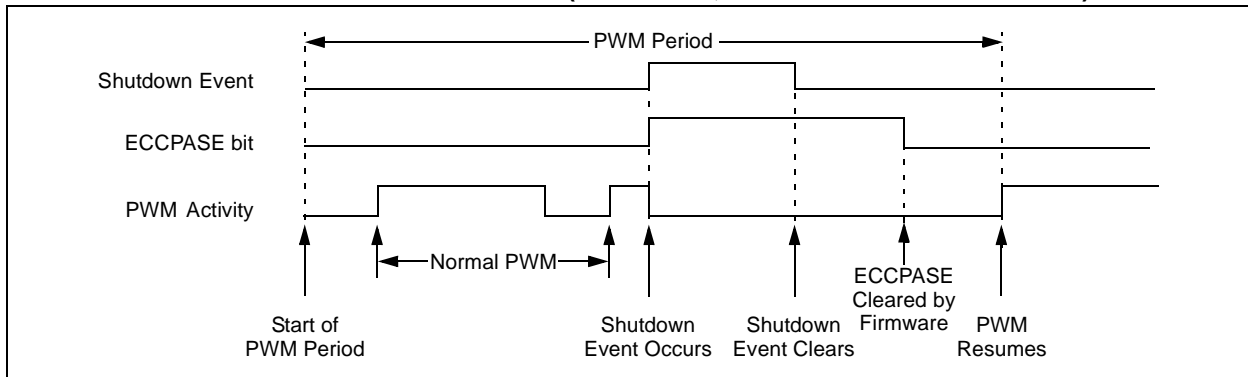 PWM Period
Shutdown Event
ECCPASE bit
PWM Activity
Normal PWM
Start of
PWM Period
Shutdown
Event Occurs
Shutdown
Event Clears
ECCPASE
Cleared by
Firmware
PWM
Resumes